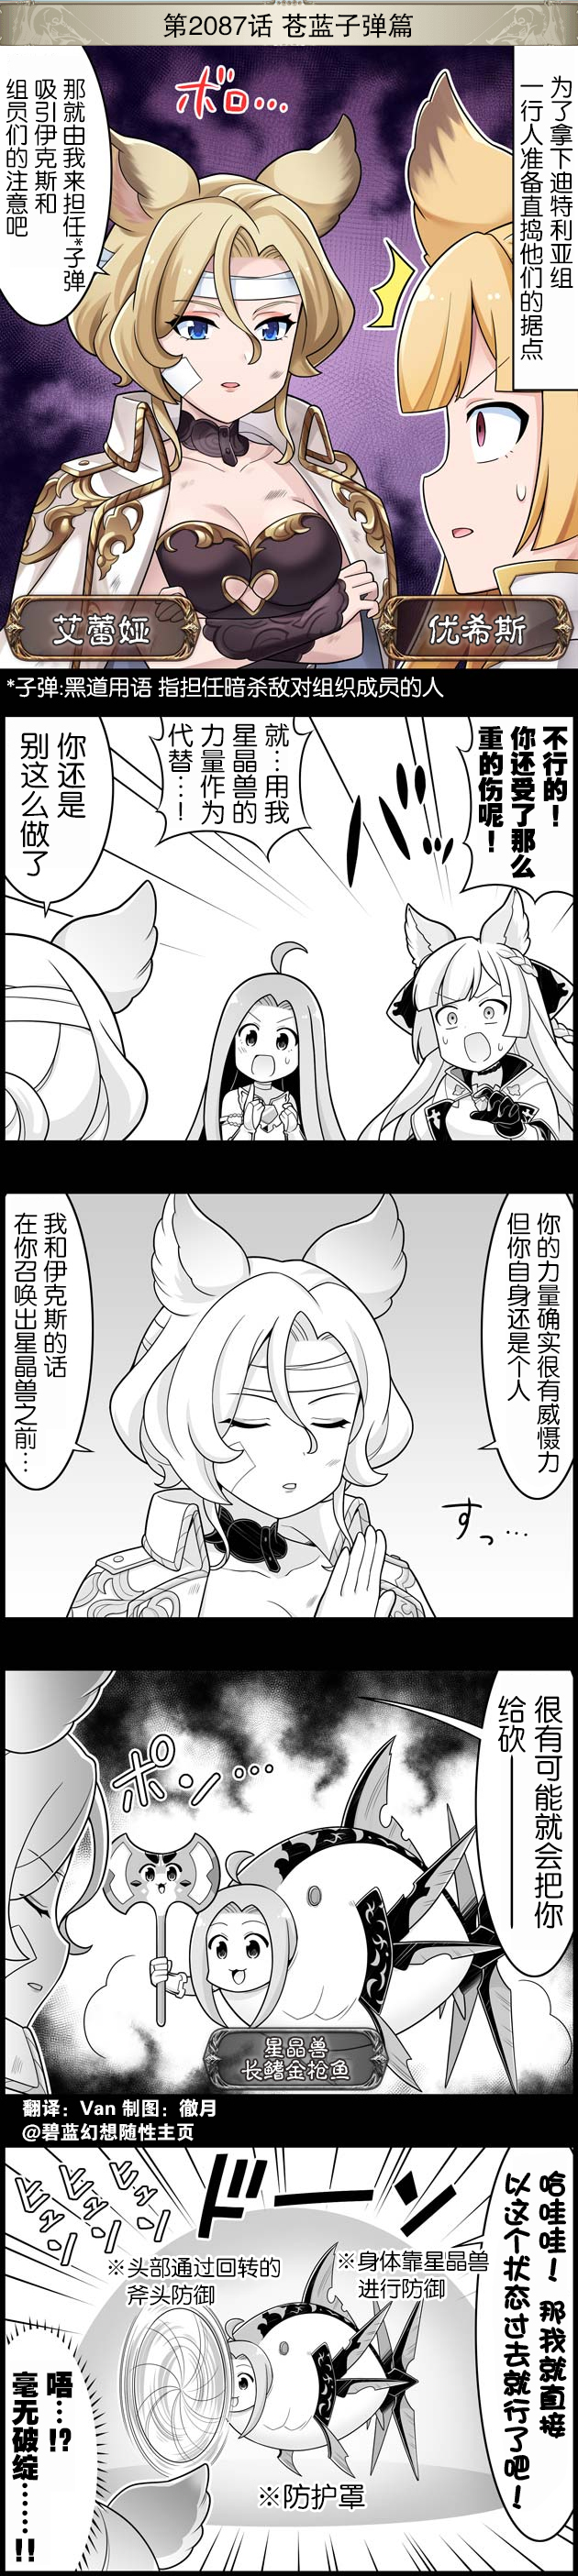 第2087话 苍蓝子弹篇
为了拿下迪特利亚组
一行人准备直捣他们的据点
ボロ…
那就由我来担任*子弹
吸引伊克斯和
组员们的注意吧
艾蕾娅
优希斯
*子弹:黑道用语 指担任暗杀敌对组织成员的人
不行的！
你还受了那么
重的伤呢！
就…用我
星晶兽的
力量作为
代替…！
你还是
别这么做了
你的力量确实很有威慑力
但你自身还是个人
すっ…
我和伊克斯的话
在你召唤出星晶兽之前…
很有可能就会把你
给砍——
ポン…
星晶兽
长鳍金枪鱼
翻译：Van 制图：徹月
@碧蓝幻想随性主页
哈哇哇！那我就直接
以这个状态过去就行了吧！
ドーン
ヒュンヒュン
※头部通过回转的
斧头防御
※身体靠星晶兽
进行防御
※防护罩
唔…!?
毫无破绽……!!